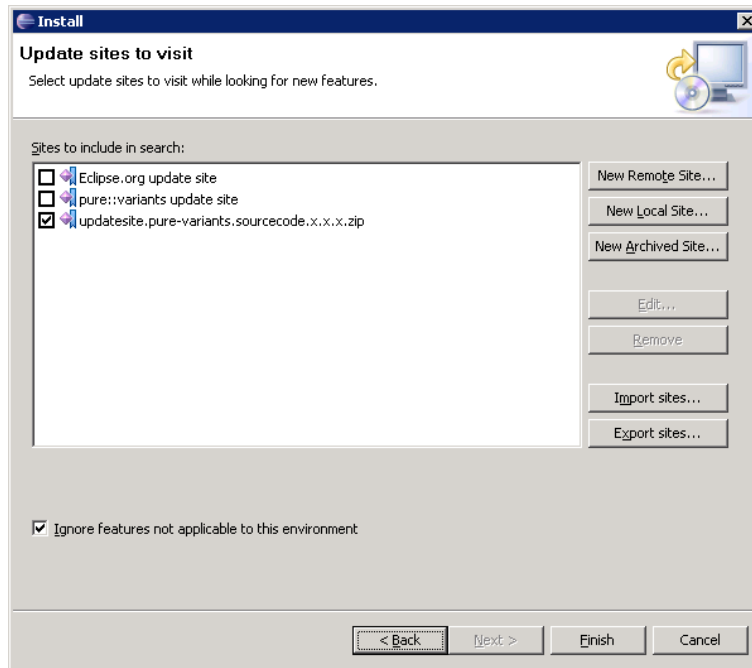 Install
Update sites to visit
Select update sites to visit while looking for new features.
Sites to include in search:
Eclipse.org update site
pure::variants update site
updatesite.pure-variants.sourcecode.x.x.x.zip
New Remote Site...
New Local Site...
New Archived Site...
Edit...
Remove
Import sites...
Export sites...
Ignore features not applicable to this environment
< Back
Next >
Finish
Cancel